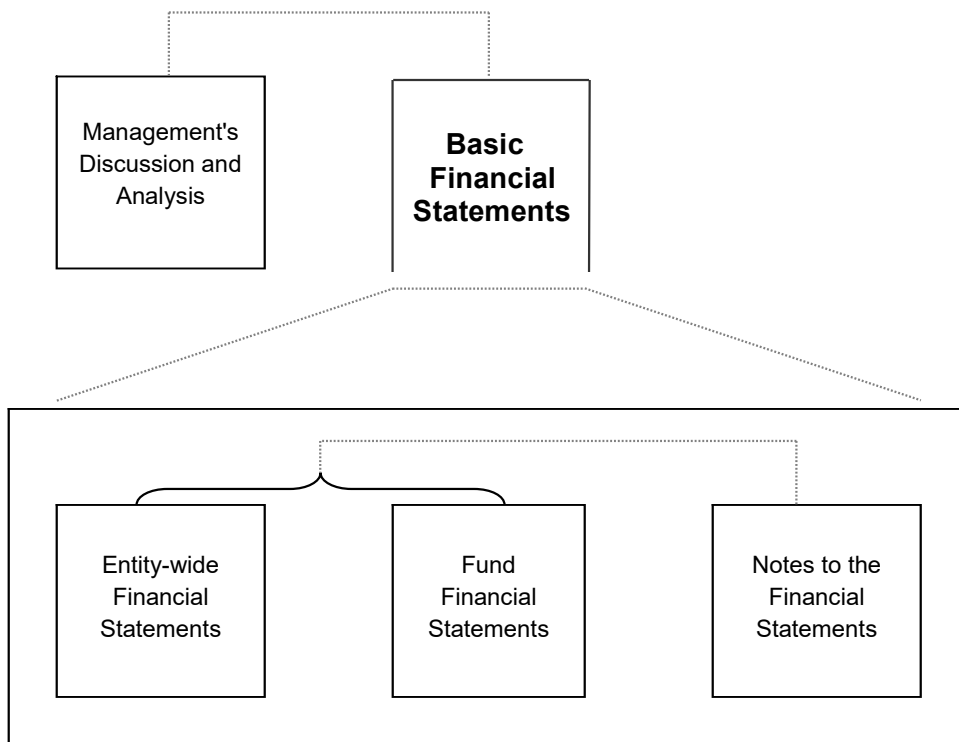 Management's
Discussion and
Analysis
Basic
Financial
Statements
Entity-wide
Financial
Statements
Fund
Financial
Statements
Notes to the
Financial
Statements